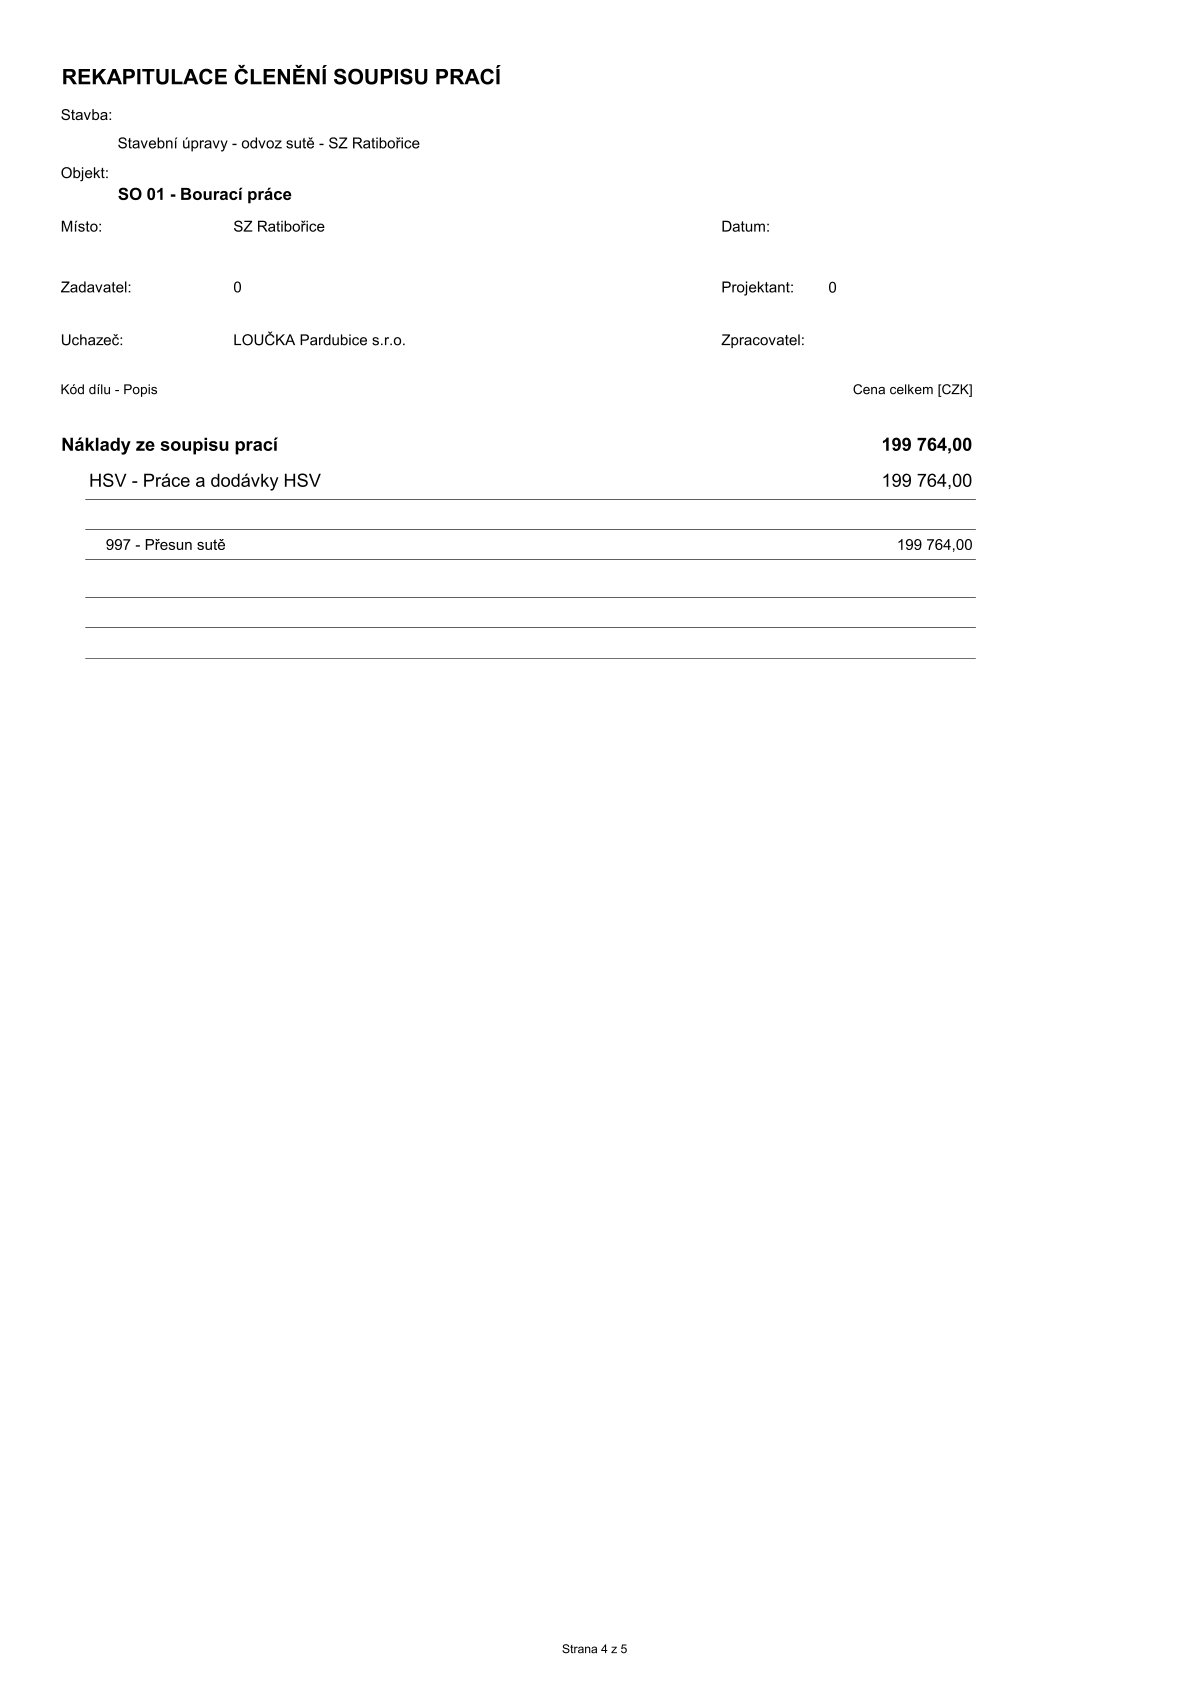 REKAPITULACE ČLENĚNÍ SOUPISU PRACÍ
Stavba:
Stavební úpravy - odvoz sutě - SZ Ratibořice
Objekt:
SO 01 - Bourací práce
Místo: SZ Ratibořice Datum:
Zadavatel: 0 Projektant: 0
Uchazeč: LOUČKA Pardubice s.r.o. Zpracovatel:
Kód dílu - Popis Cena celkem [CZK]
Náklady ze soupisu prací 199 764,00
HSV - Práce a dodávky HSV 199 764,00
997 - Přesun sutě 199 764,00
Strana 4 z 5